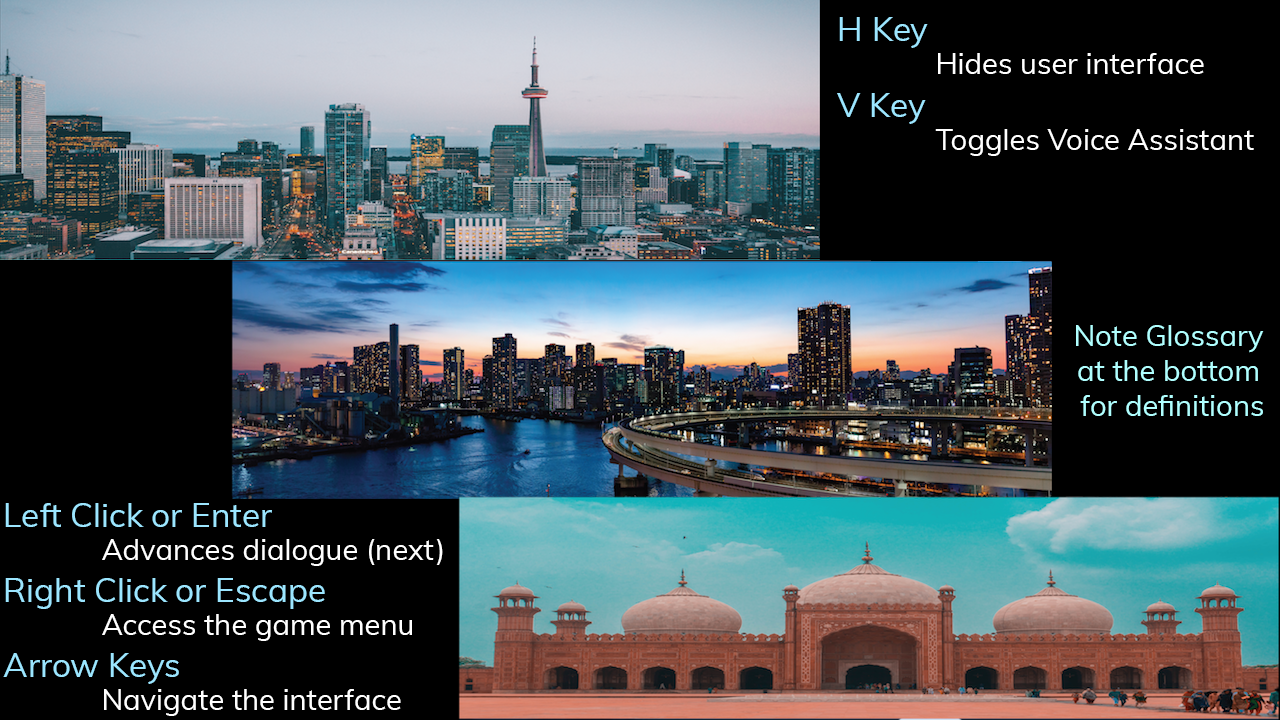 H Key
Hides user interface
V Key
Toggles Voice Assistant
Note Glossary
at the bottom
for definitions
Left Click or Enter
Advances dialogue (next)
Right Click or Escape
Access the game menu
Arrow Keys
Navigate the interface